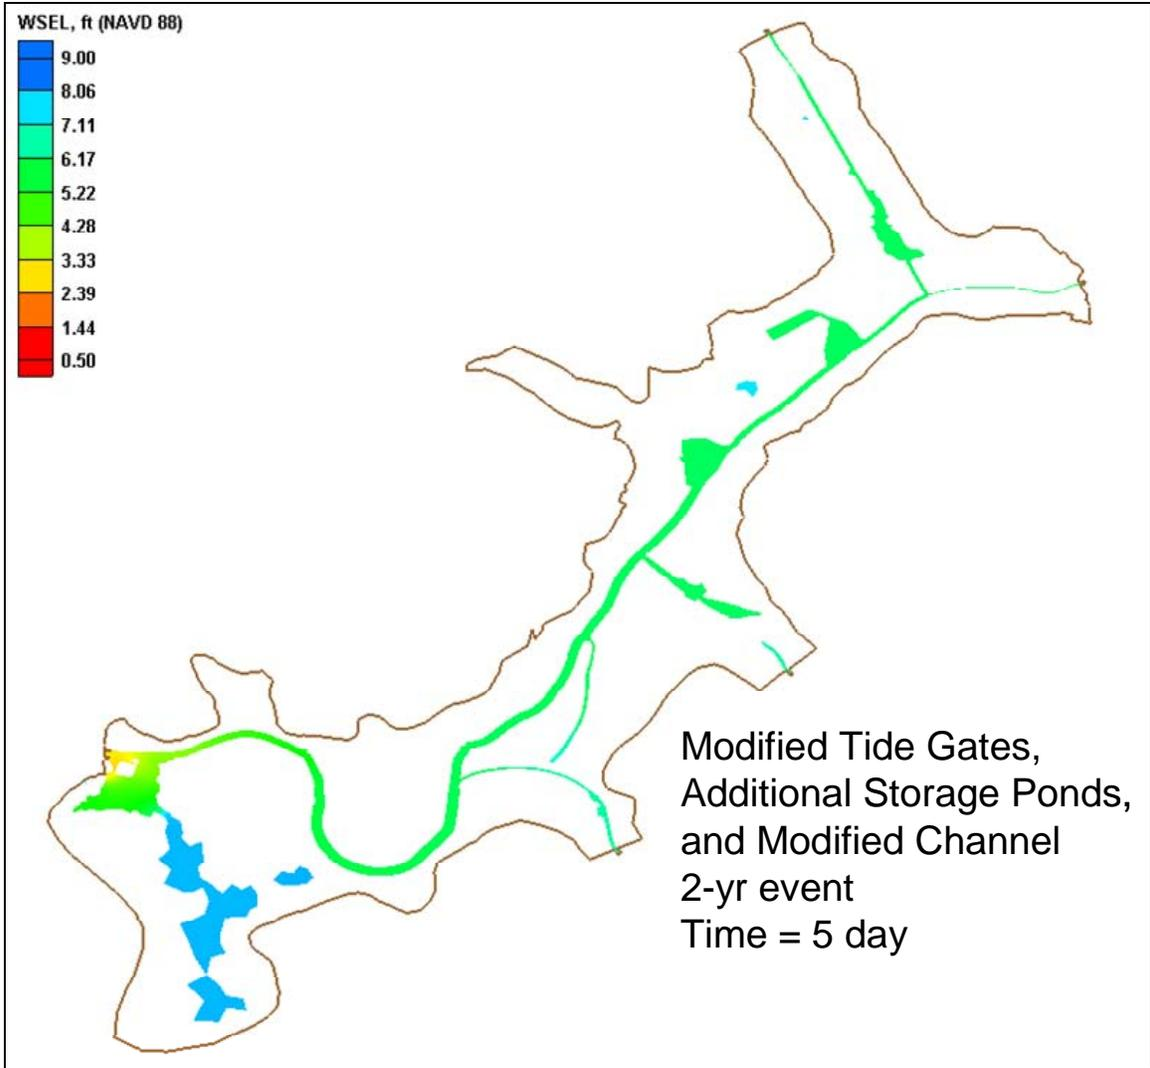 WSEL, ft (NAVD 88)
9.00
8.06
7.11
6.17
5.22
4.28
3.33
2.39
1.44
0.50
Modified Tide Gates,
Additional Storage Ponds,
and Modified Channel
2-yr event
Time = 5 day